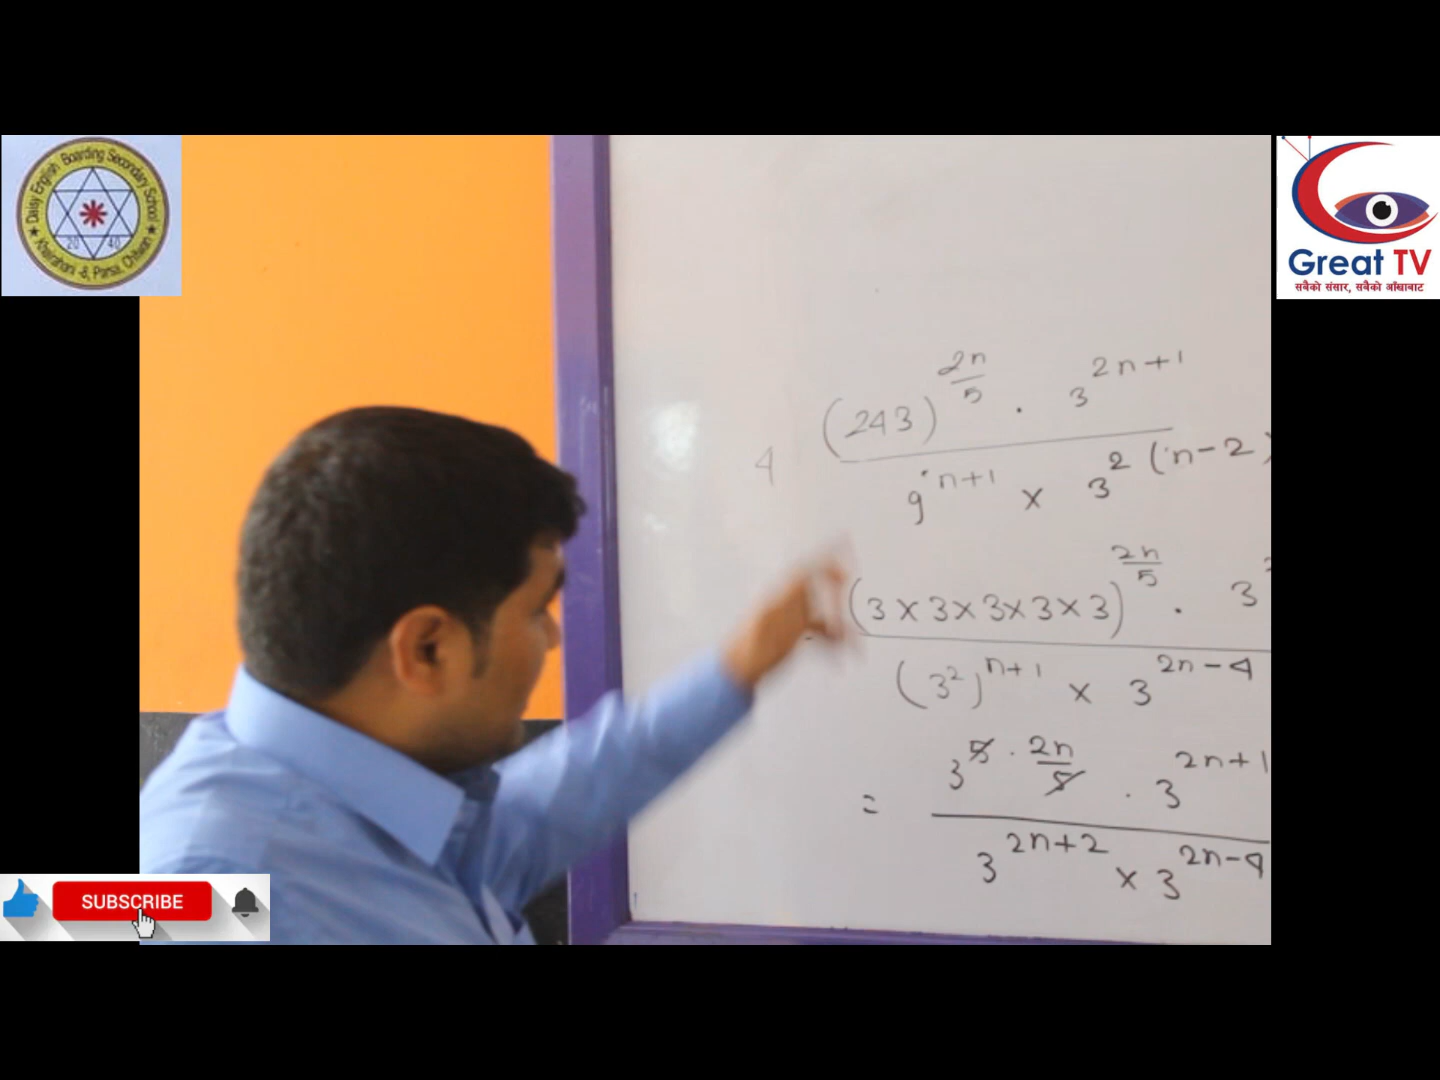 Daisy English Boarding Secondary School
★ 20 40 ★
Khairahani -8, Parsa, Chitwan
Great TV
सबैको संसार, सबैको आँखाबाट
4 (243)^(2n/5) . 3^(2n+1)
9^(n+1) × 3^2(n-2)
(3×3×3×3×3)^(2n/5) . 3
(3²)^(n+1) × 3^(2n-4)
= 3^(5 . 2n/5) . 3^(2n+1)
3^(2n+2) × 3^(2n-4)
SUBSCRIBE